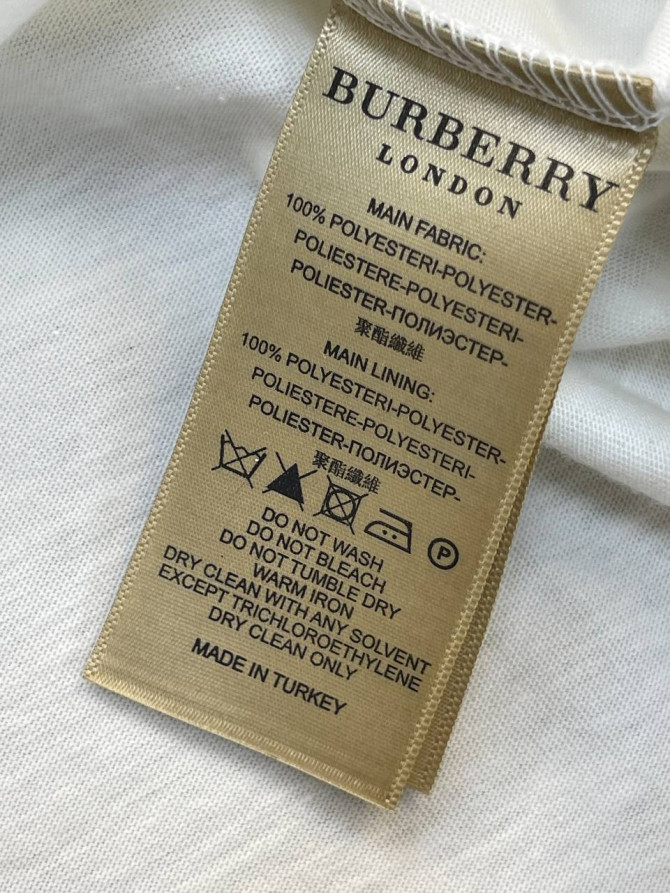 BURBERRY
LONDON
MAIN FABRIC:
100% POLYESTERI-POLYESTER-
POLIESTERE-POLYESTERI-
POLIESTER-ПОЛИЭСТЕР-
聚酯纖維
MAIN LINING:
100% POLYESTERI-POLYESTER-
POLIESTERE-POLYESTERI-
POLIESTER-ПОЛИЭСТЕР-
聚酯纖維
P
DO NOT WASH
DO NOT BLEACH
DO NOT TUMBLE DRY
WARM IRON
DRY CLEAN WITH ANY SOLVENT
EXCEPT TRICHLOROETHYLENE
DRY CLEAN ONLY
MADE IN TURKEY